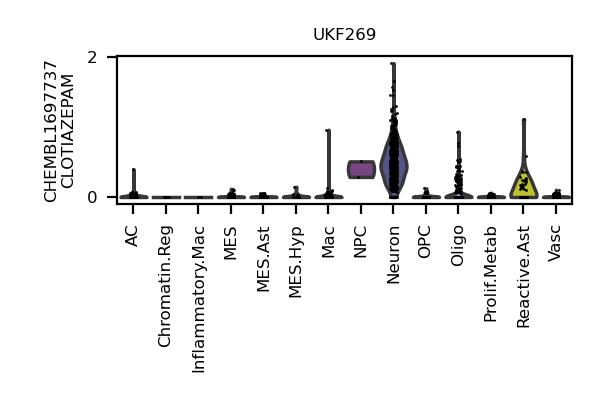 UKF269
CHEMBL1697737
CLOTIAZEPAM
2
0
AC
Chromatin.Reg
Inflammatory.Mac
MES
MES.Ast
MES.Hyp
Mac
NPC
Neuron
OPC
Oligo
Prolif.Metab
Reactive.Ast
Vasc